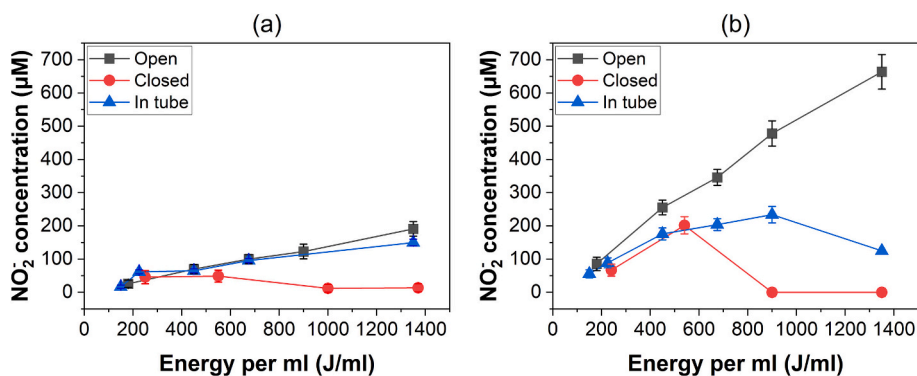 (a)
NO₂⁻ concentration (µM)
700
600
500
400
300
200
100
0
Open
Closed
In tube
0 200 400 600 800 1000 1200 1400
Energy per ml (J/ml)
(b)
NO₂⁻ concentration (µM)
700
600
500
400
300
200
100
0
Open
Closed
In tube
0 200 400 600 800 1000 1200 1400
Energy per ml (J/ml)